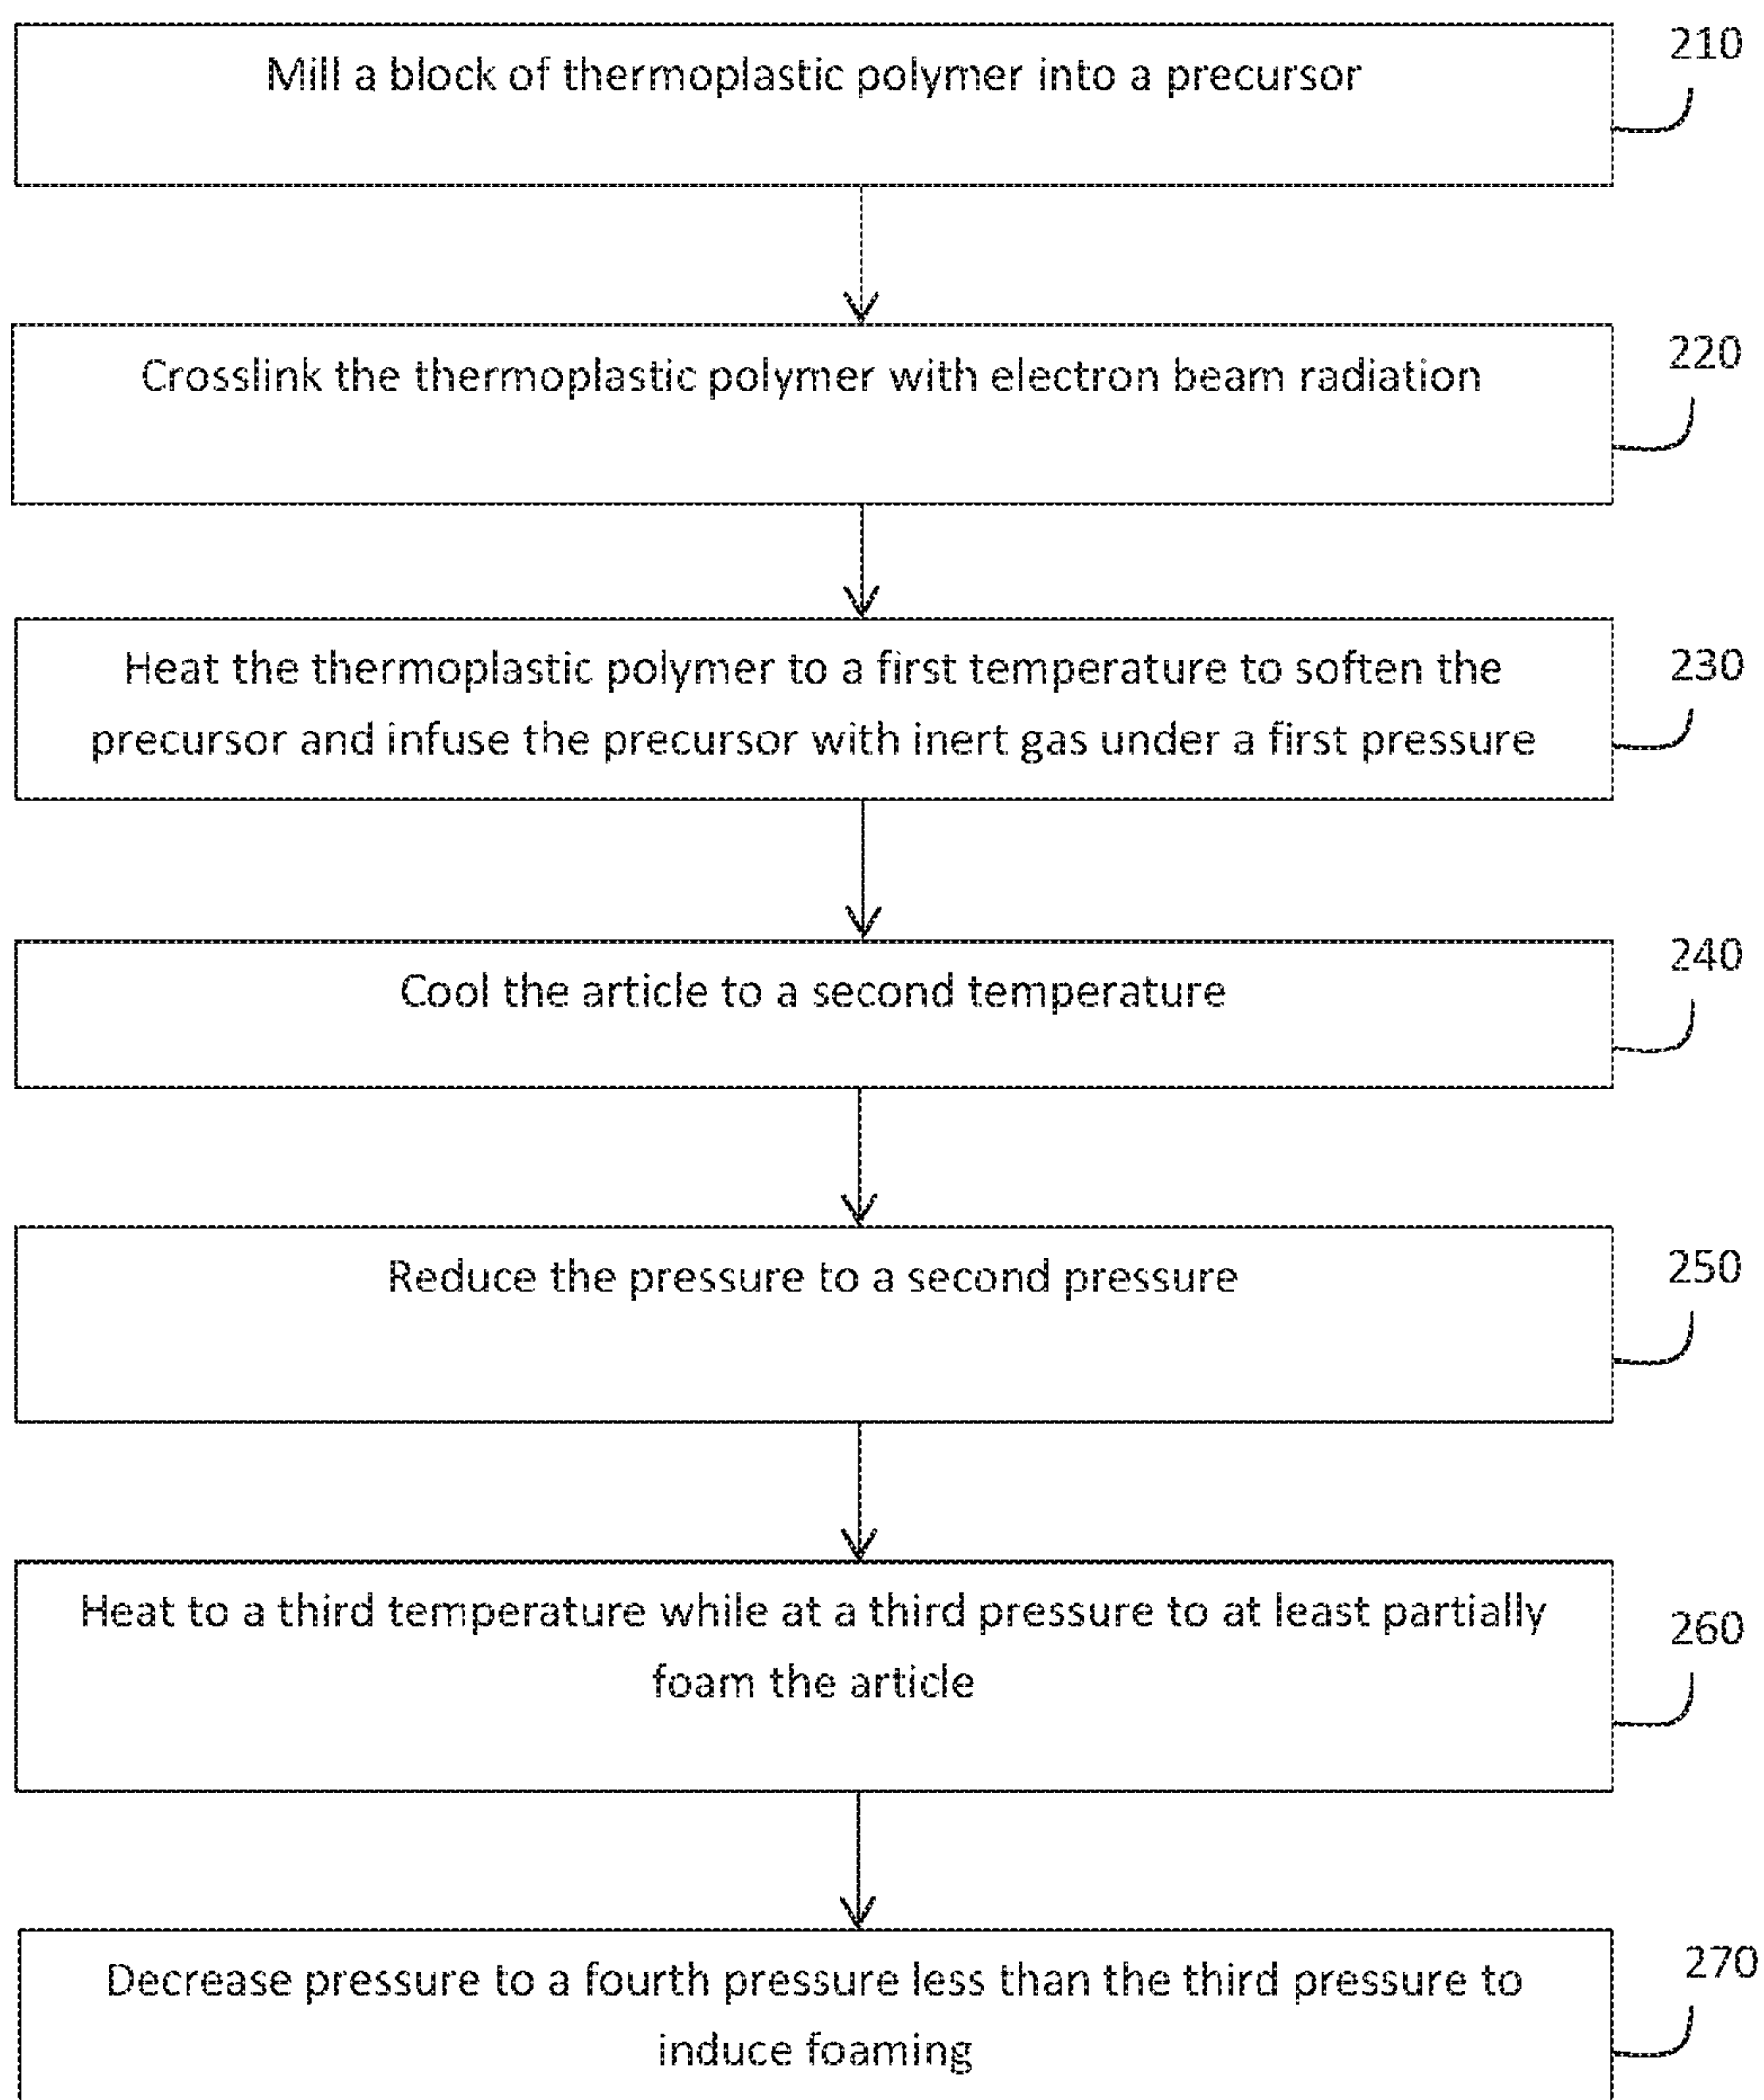 210
Mill a block of thermoplastic polymer into a precursor
220
Crosslink the thermoplastic polymer with electron beam radiation
230
Heat the thermoplastic polymer to a first temperature to soften the
precursor and infuse the precursor with inert gas under a first pressure
240
Cool the article to a second temperature
250
Reduce the pressure to a second pressure
260
Heat to a third temperature while at a third pressure to at least partially
foam the article
270
Decrease pressure to a fourth pressure less than the third pressure to
induce foaming